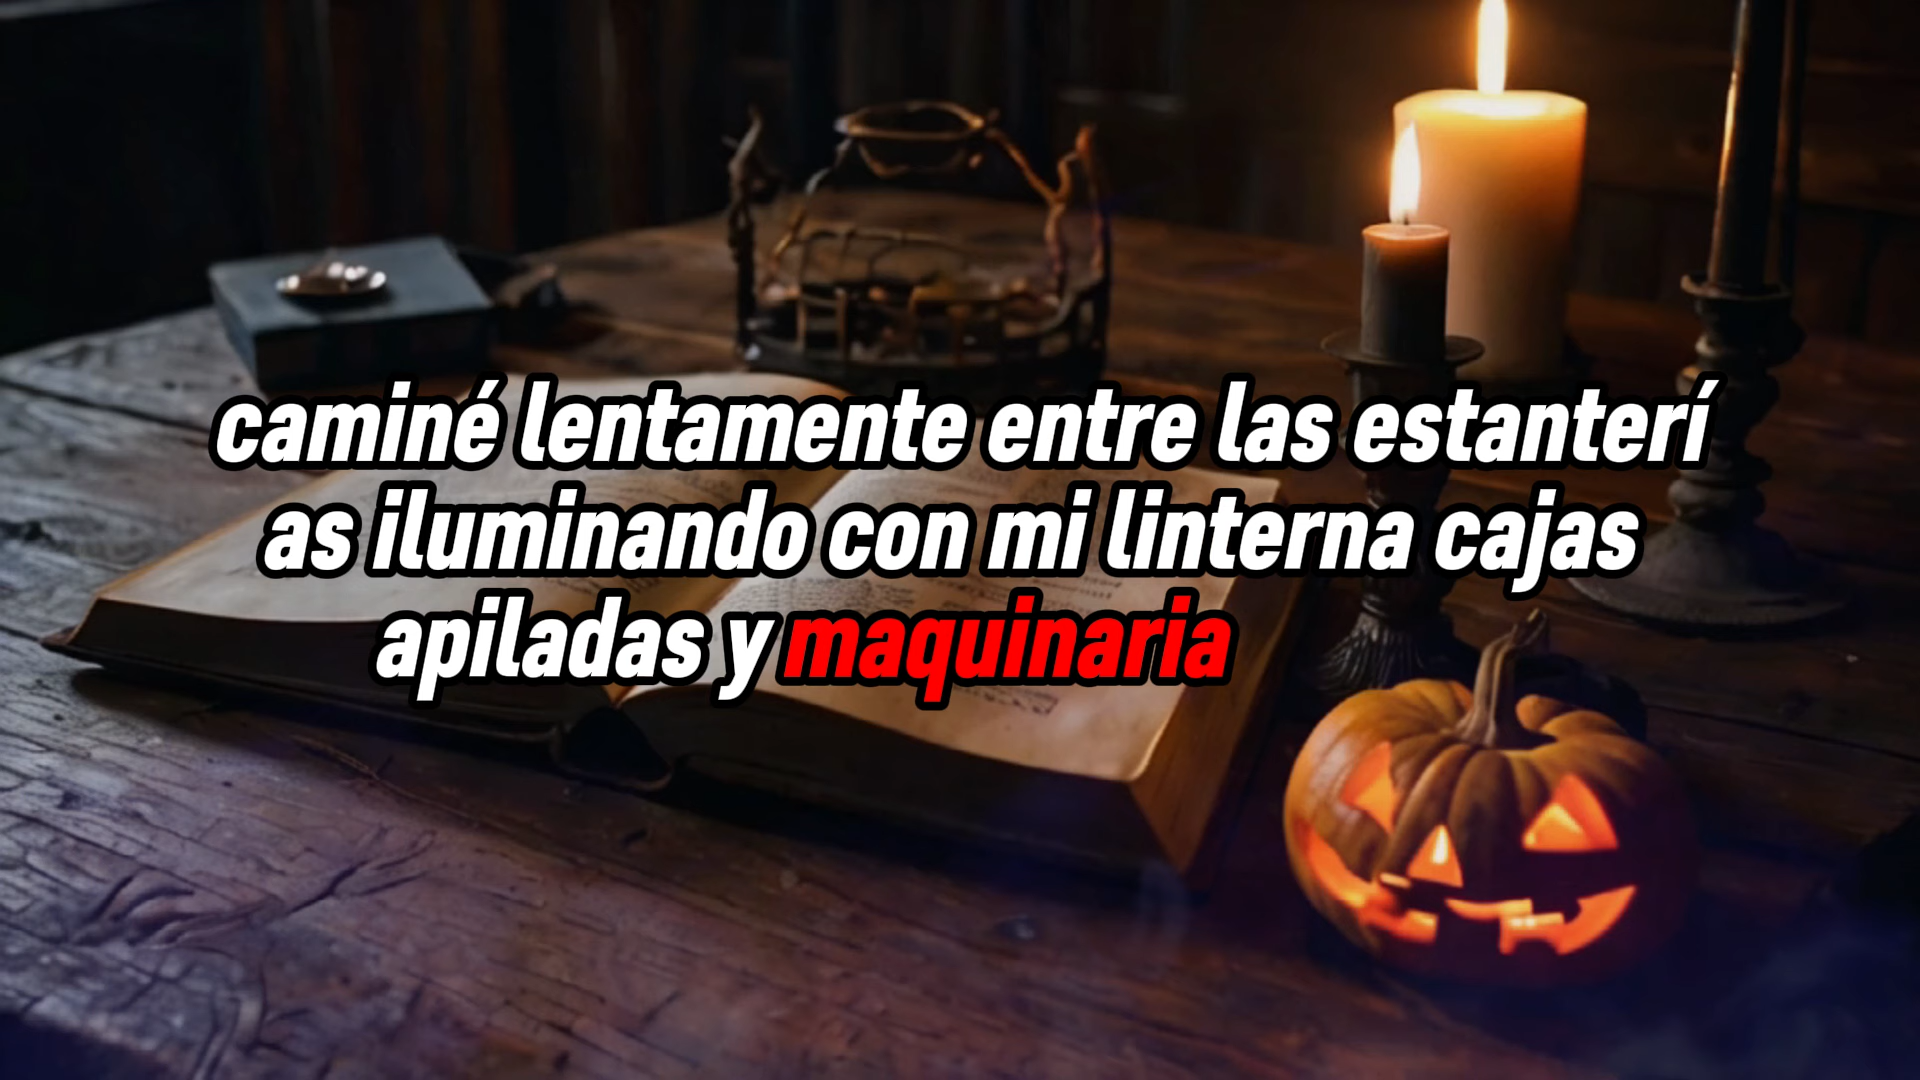 caminé lentamente entre las estanterí
as iluminando con mi linterna cajas
apiladas y maquinaria